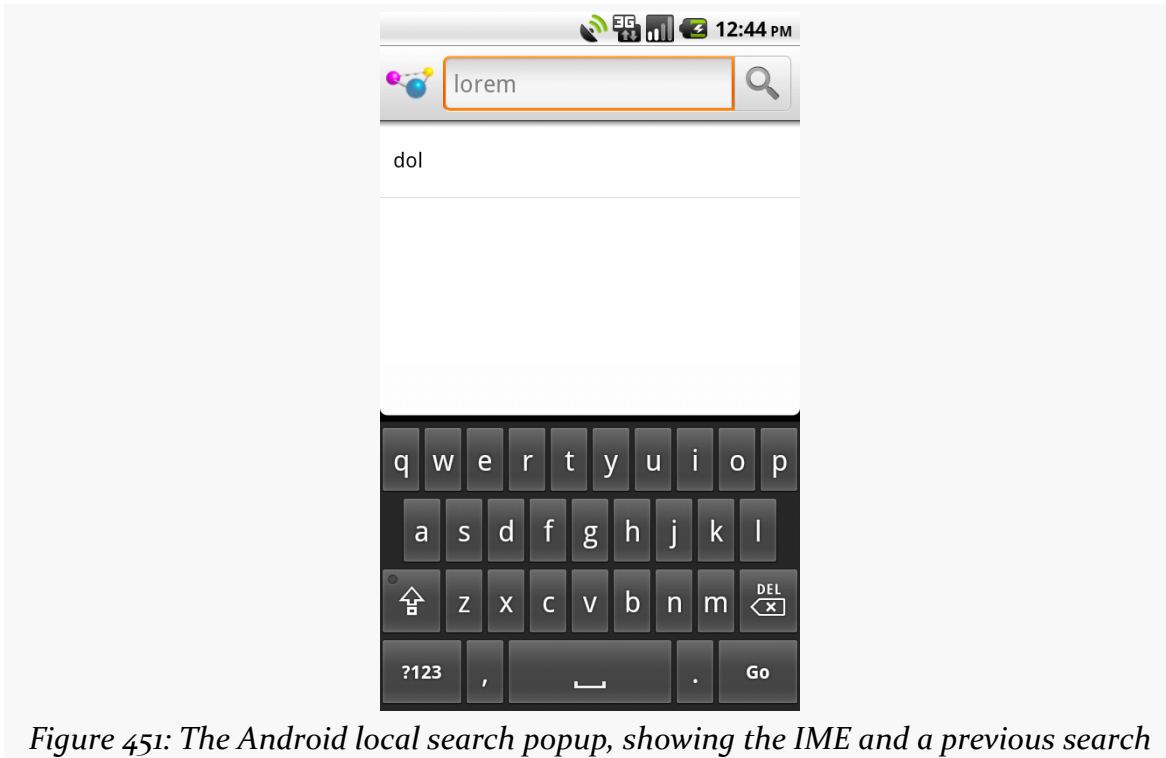 3G 12:44 PM
lorem
dol
q w e r t y u i o p
a s d f g h j k l
z x c v b n m DEL
?123 , . Go
Figure 451: The Android local search popup, showing the IME and a previous search